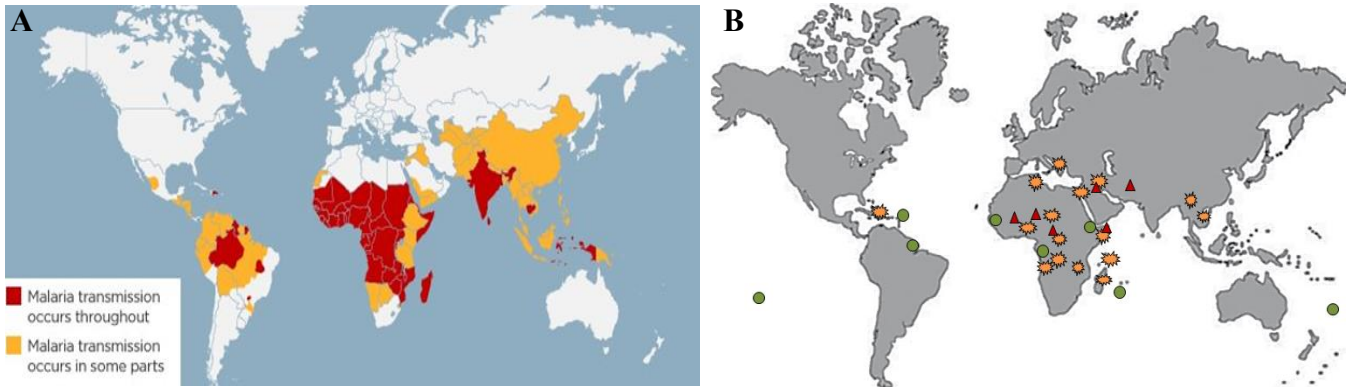 A
B
Malaria transmission
occurs throughout
Malaria transmission
occurs in some parts